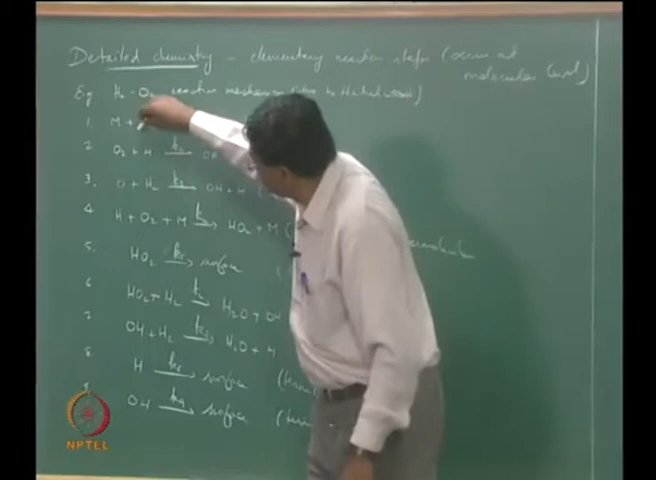 Detailed chemistry – elementary reaction steps (occur at
molecular level)
Eg H₂ - O₂ reaction mechanism
1. M +
2 O₂ + H →k₂ OH
3. O + H₂ →k₃ OH + H
4 H + O₂ + M →k₄ HO₂ + M (
5. HO₂ →k₅ surface
6 HO₂ + H₂ →k₆ H₂O + OH
7 OH + H₂ →k₇ H₂O + H
8 H →k₈ surface
9 OH →k₉ surface
NPTEL